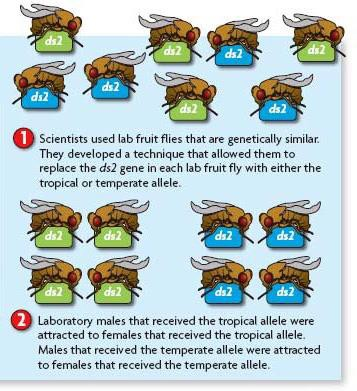 ds2 ds2 ds2 ds2
ds2 ds2 ds2 ds2
1 Scientists used lab fruit flies that are genetically similar.
They developed a technique that allowed them to
replace the ds2 gene in each lab fruit fly with either the
tropical or temperate allele.
ds2 ds2 ds2 ds2
ds2 ds2 ds2 ds2
2 Laboratory males that received the tropical allele were
attracted to females that received the tropical allele.
Males that received the temperate allele were attracted
to females that received the temperate allele.